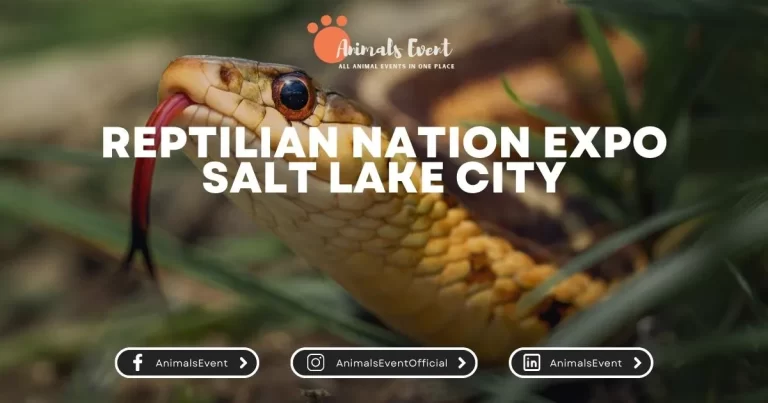 Animals Event
ALL ANIMAL EVENTS IN ONE PLACE
REPTILIAN NATION EXPO
SALT LAKE CITY
AnimalsEvent
AnimalsEventOfficial
AnimalsEvent